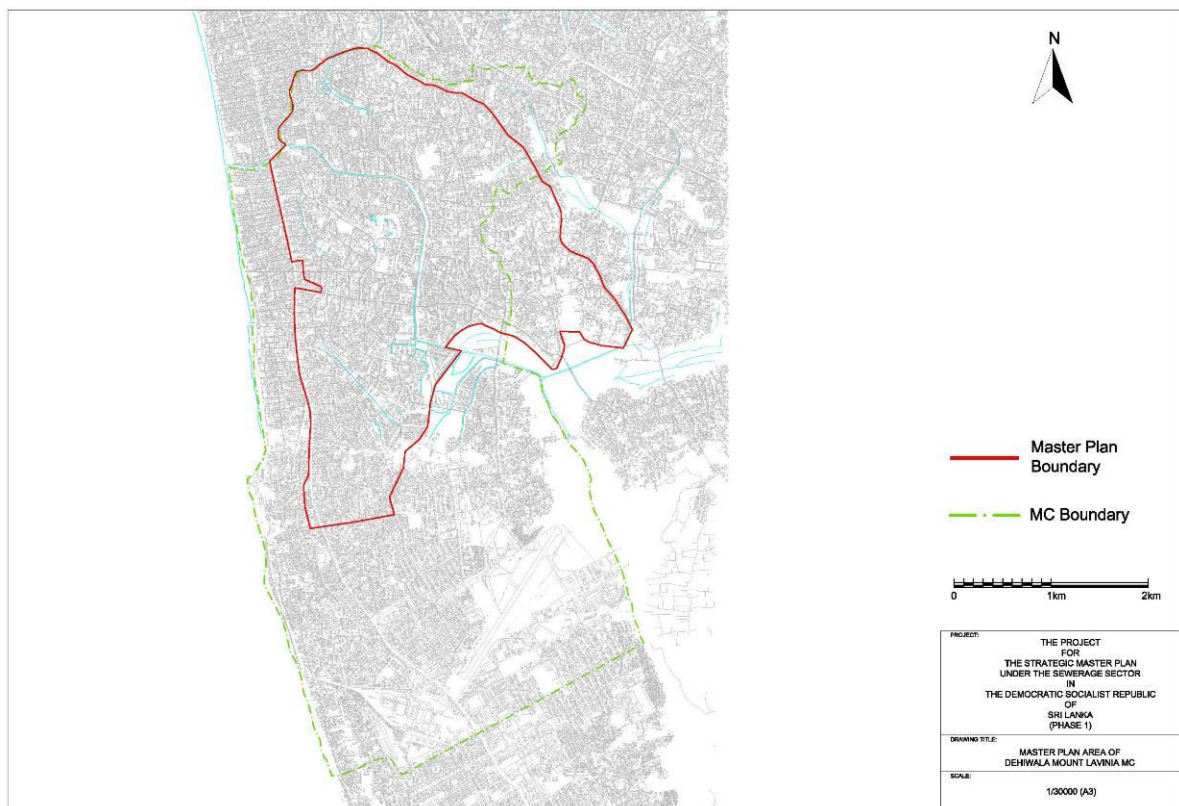 N
Master Plan
Boundary
MC Boundary
0 1km 2km
PROJECT:
THE PROJECT
FOR
THE STRATEGIC MASTER PLAN
UNDER THE SEWERAGE SECTOR
IN
THE DEMOCRATIC SOCIALIST REPUBLIC
OF
SRI LANKA
(PHASE 1)
DRAWING TITLE:
MASTER PLAN AREA OF
DEHIWALA MOUNT LAVINIA MC
SCALE:
1/30000 (A3)